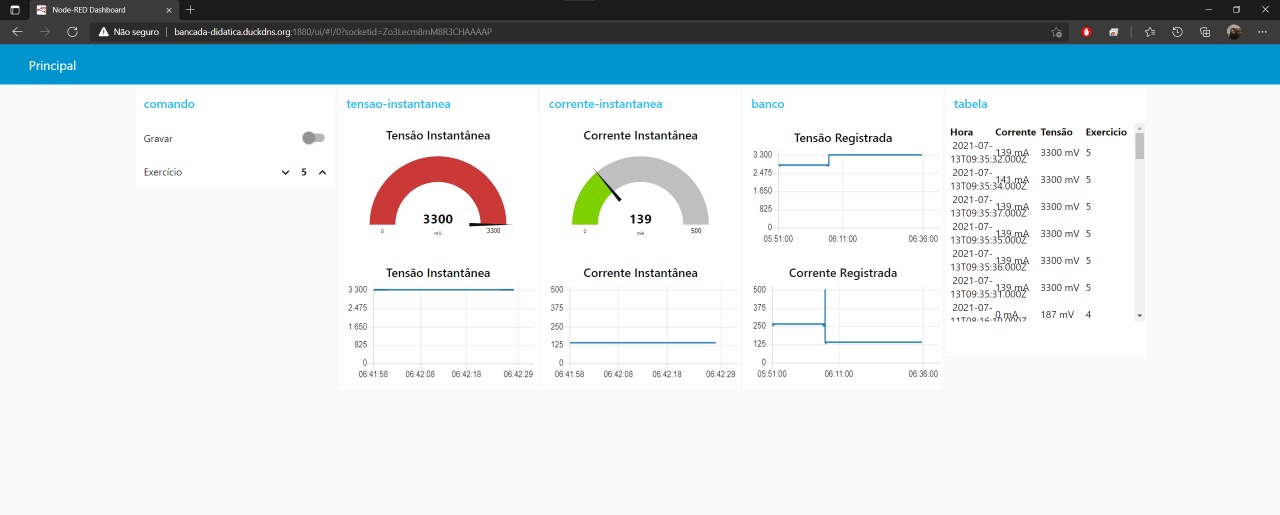 Node-RED Dashboard
Não seguro | bancada-didatica.duckdns.org:1880/ui/#!/0?socketid=Zo3Lecm8mM8R3CHAAAAP
Principal
comando
Gravar
Exercício 5
tensao-instantanea
Tensão Instantânea
3300
mV
0 3300
Tensão Instantânea
3.300
2.475
1.650
825
0
06:41:58 06:42:08 06:42:18 06:42:29
corrente-instantanea
Corrente Instantânea
139
mA
0 500
Corrente Instantânea
500
375
250
125
0
06:41:58 06:42:08 06:42:18 06:42:29
banco
Tensão Registrada
3.300
2.475
1.650
825
0
05:51:00 06:11:00 06:36:00
Corrente Registrada
500
375
250
125
0
05:51:00 06:11:00 06:36:00
tabela
Hora Corrente Tensão Exercicio
2021-07-13T09:35:32.000Z 139 mA 3300 mV 5
2021-07-13T09:35:34.000Z 141 mA 3300 mV 5
2021-07-13T09:35:37.000Z 139 mA 3300 mV 5
2021-07-13T09:35:35.000Z 139 mA 3300 mV 5
2021-07-13T09:35:36.000Z 139 mA 3300 mV 5
2021-07-13T09:35:31.000Z 139 mA 3300 mV 5
2021-07-11T08:16:10.000Z 0 mA 187 mV 4